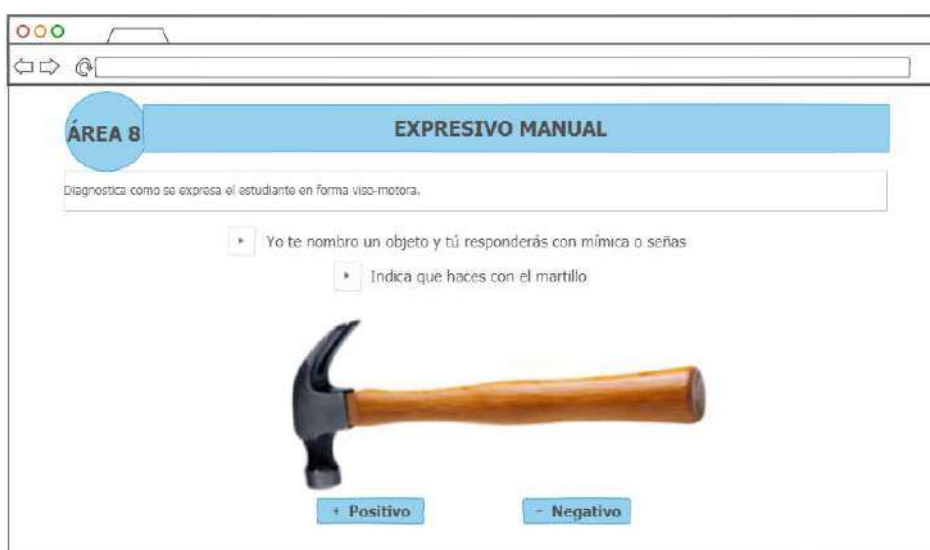 ÁREA 8
EXPRESIVO MANUAL
Diagnostica como se expresa el estudiante en forma viso-motora.
Yo te nombro un objeto y tú responderás con mímica o señas
Indica que haces con el martillo
+ Positivo
- Negativo